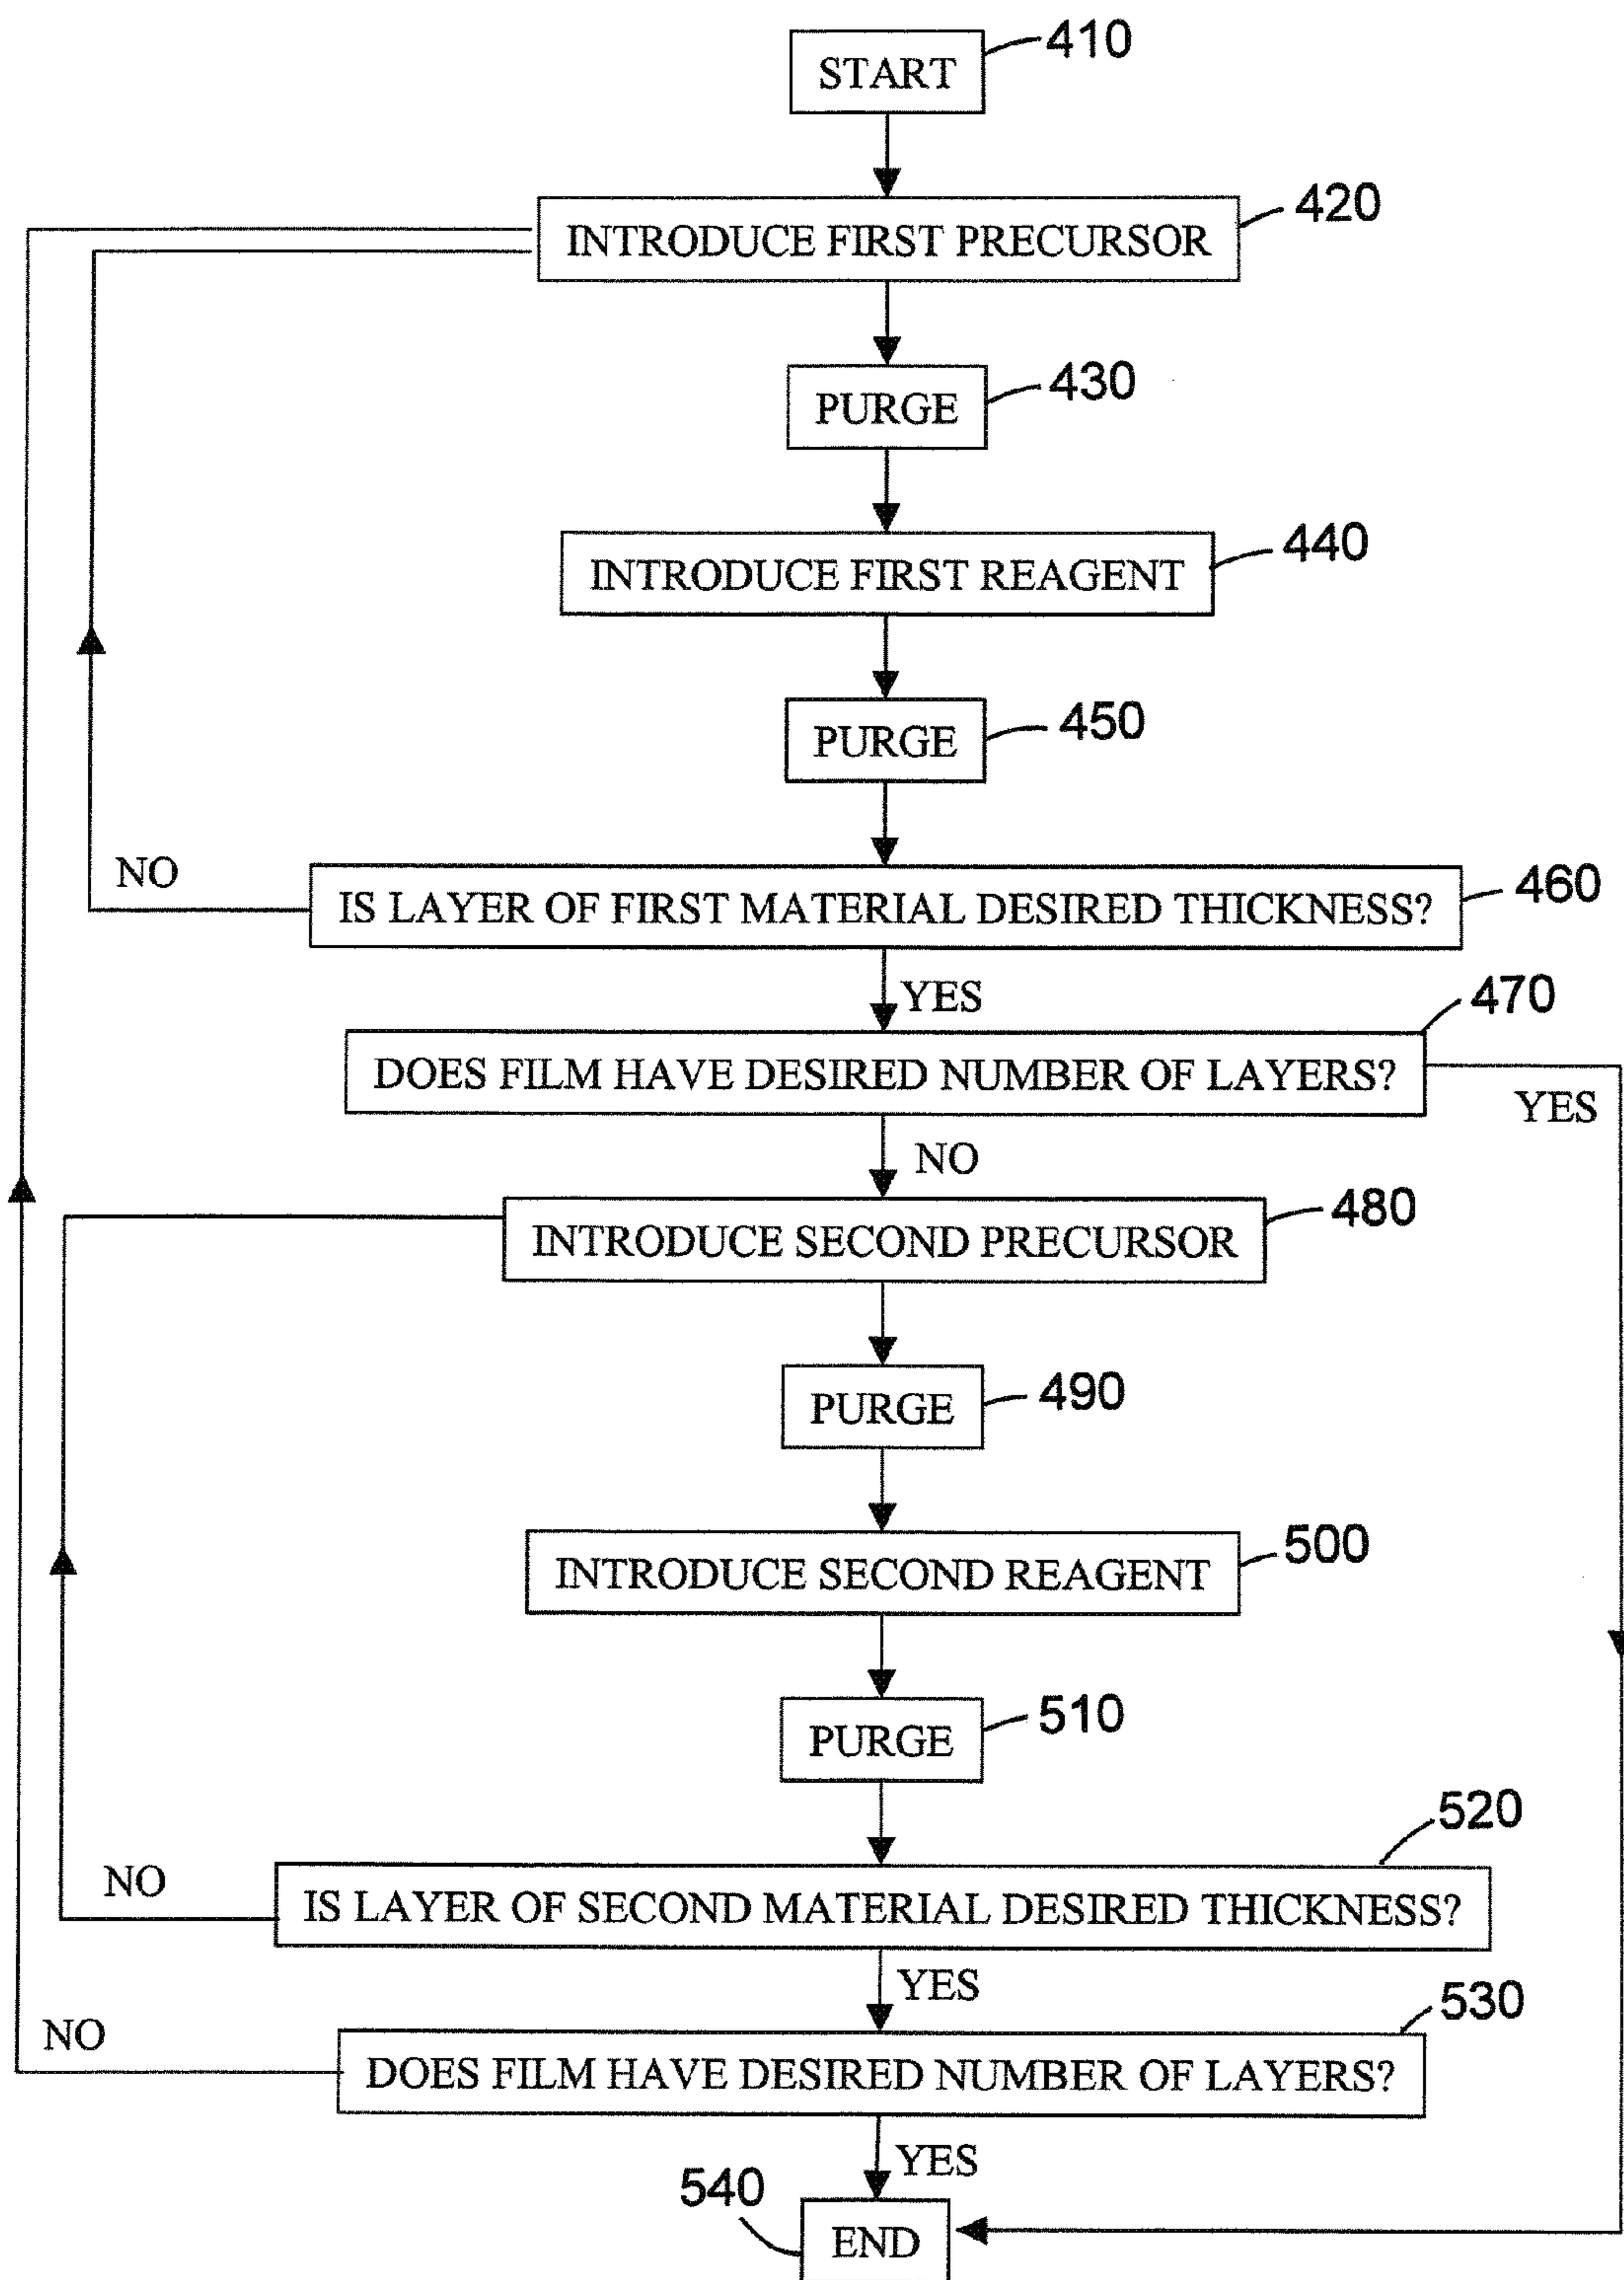 START
410
INTRODUCE FIRST PRECURSOR
420
PURGE
430
INTRODUCE FIRST REAGENT
440
PURGE
450
NO
IS LAYER OF FIRST MATERIAL DESIRED THICKNESS?
460
YES
470
DOES FILM HAVE DESIRED NUMBER OF LAYERS?
YES
NO
INTRODUCE SECOND PRECURSOR
480
PURGE
490
INTRODUCE SECOND REAGENT
500
PURGE
510
520
NO
IS LAYER OF SECOND MATERIAL DESIRED THICKNESS?
YES
530
NO
DOES FILM HAVE DESIRED NUMBER OF LAYERS?
YES
540
END